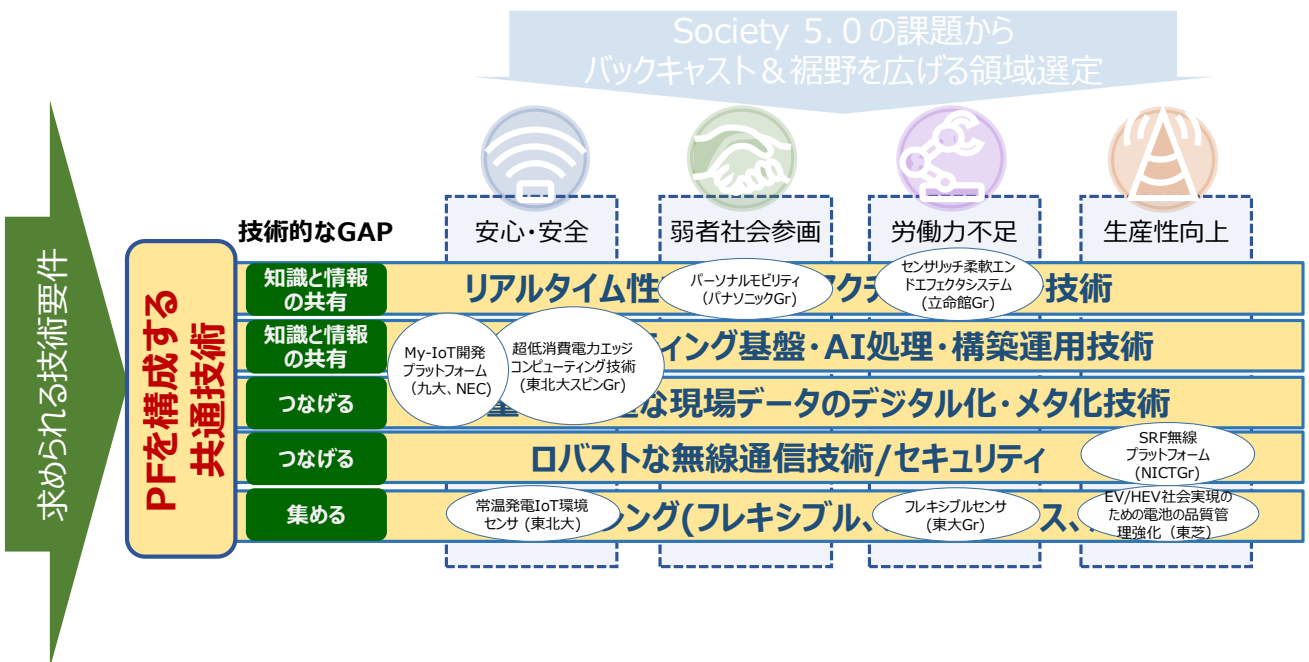 Society 5.0の課題から
バックキャスト&裾野を広げる領域選定
求められる技術要件
PFを構成する
共通技術
技術的なGAP
安心・安全
弱者社会参画
労働力不足
生産性向上
知識と情報
の共有
リアルタイム性
パーソナルモビリティ
(パナソニックGr)
クチ
センサリッチ柔軟エン
ドエフェクタシステム
(立命館Gr)
技術
知識と情報
の共有
My-IoT開発
プラットフォーム
(九大、NEC)
超低消費電力エッジ
コンピューティング技術
(東北大スピンGr)
ィング基盤・AI処理・構築運用技術
つなげる
な現場データのデジタル化・メタ化技術
つなげる
ロバストな無線通信技術/セキュリティ
SRF無線
プラットフォーム
(NICTGr)
集める
常温発電IoT環境
センサ (東北大)
シング(フレキシブル、
フレキシブルセンサ
(東大Gr)
ス、
EV/HEV社会実現の
ための電池の品質管
理強化 (東芝)